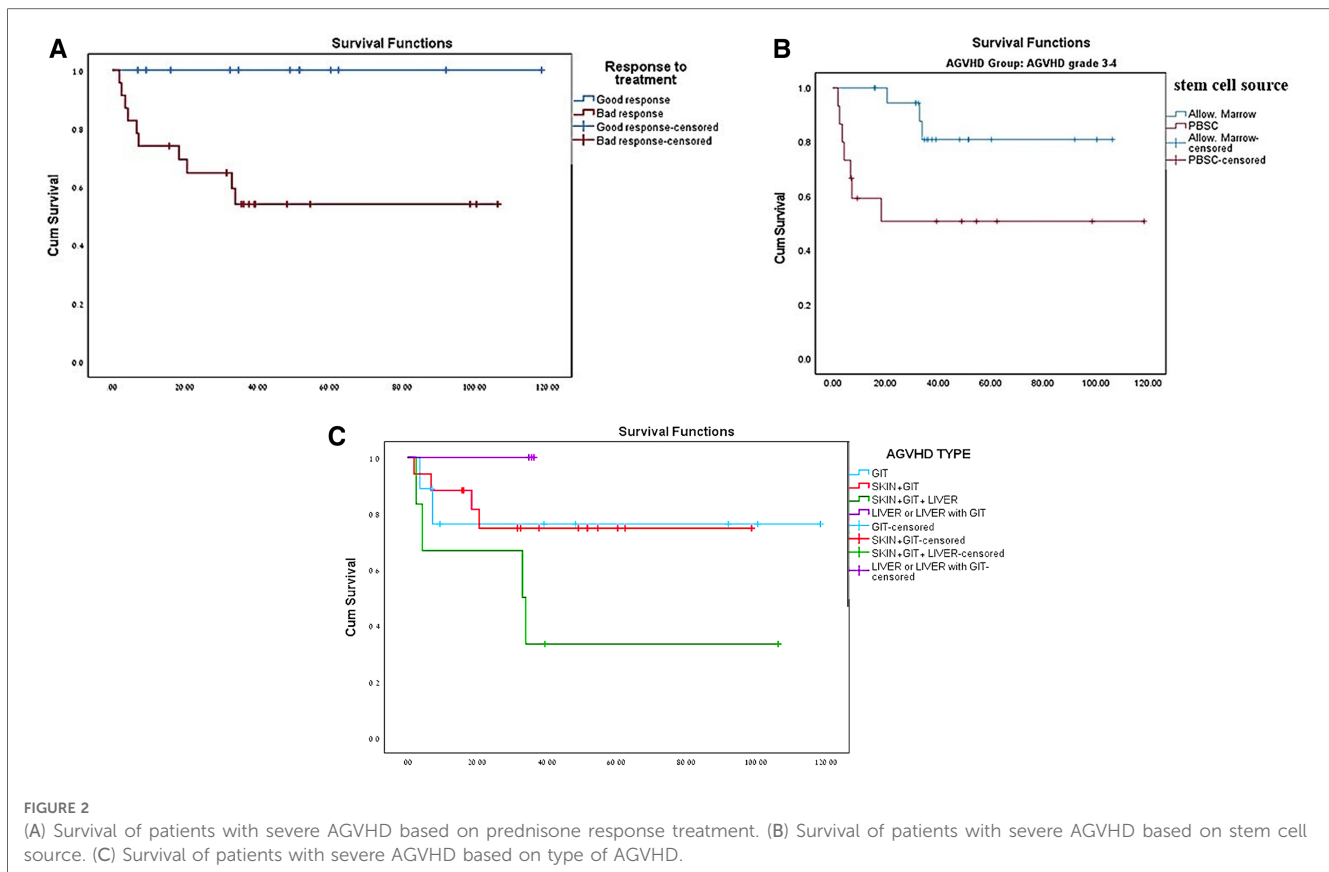 A
Survival Functions
Cum Survival
1.0
0.8
0.6
0.4
0.2
0.0
.00
20.00
40.00
60.00
80.00
100.00
120.00
Response to
treatment
Good response
Bad response
Good response-censored
Bad response-censored
B
Survival Functions
AGVHD Group: AGVHD grade 3-4
Cum Survival
1.0
0.8
0.6
0.4
0.2
0.0
0.00
20.00
40.00
60.00
80.00
100.00
120.00
stem cell source
Allow. Marrow
PBSC
Allow. Marrow-
censored
PBSC-censored
C
Survival Functions
Cum Survival
1.0
0.8
0.6
0.4
0.2
0.0
.00
20.00
40.00
60.00
80.00
100.00
120.00
AGVHD TYPE
GIT
SKIN+GIT
SKIN+GIT+ LIVER
LIVER or LIVER with GIT
GIT-censored
SKIN+GIT-censored
SKIN+GIT+ LIVER-censored
LIVER or LIVER with GIT-
censored
FIGURE 2
(A) Survival of patients with severe AGVHD based on prednisone response treatment. (B) Survival of patients with severe AGVHD based on stem cell
source. (C) Survival of patients with severe AGVHD based on type of AGVHD.